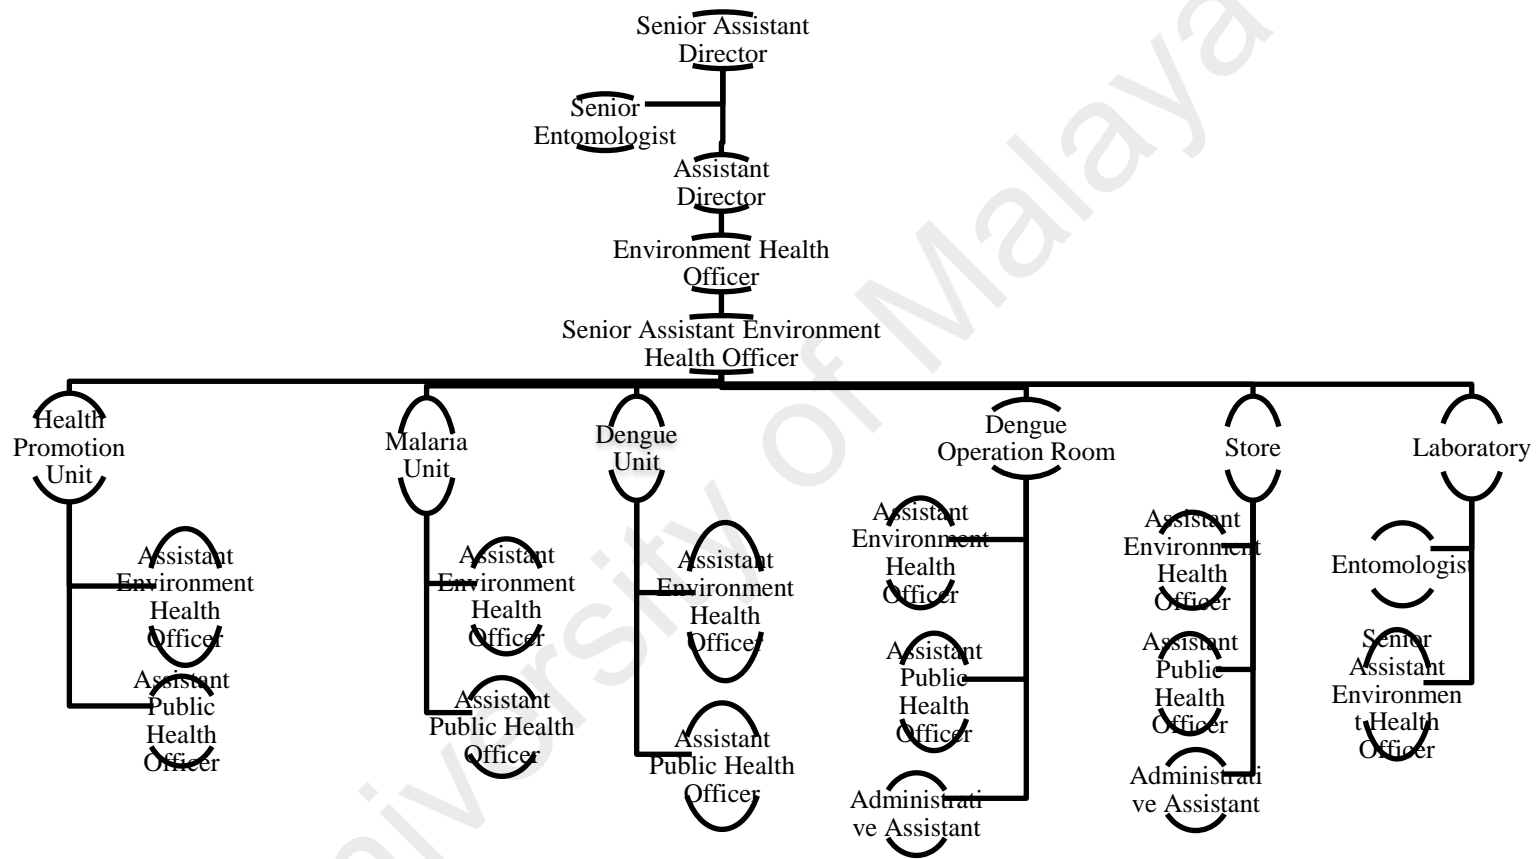 Senior Assistant
Director
Senior
Entomologist
Assistant
Director
Environment Health
Officer
Senior Assistant Environment
Health Officer
Health
Promotion
Unit
Assistant
Environment
Health
Officer
Assistant
Public
Health
Officer
Malaria
Unit
Assistant
Environment
Health
Officer
Assistant
Public Health
Officer
Dengue
Unit
Assistant
Environment
Health
Officer
Assistant
Public Health
Officer
Dengue
Operation Room
Assistant
Environment
Health
Officer
Assistant
Public
Health
Officer
Administrati
ve Assistant
Store
Assistant
Environment
Health
Officer
Assistant
Public
Health
Officer
Administrati
ve Assistant
Laboratory
Entomologist
Senior
Assistant
Environmen
t Health
Officer
iversity of Malaya